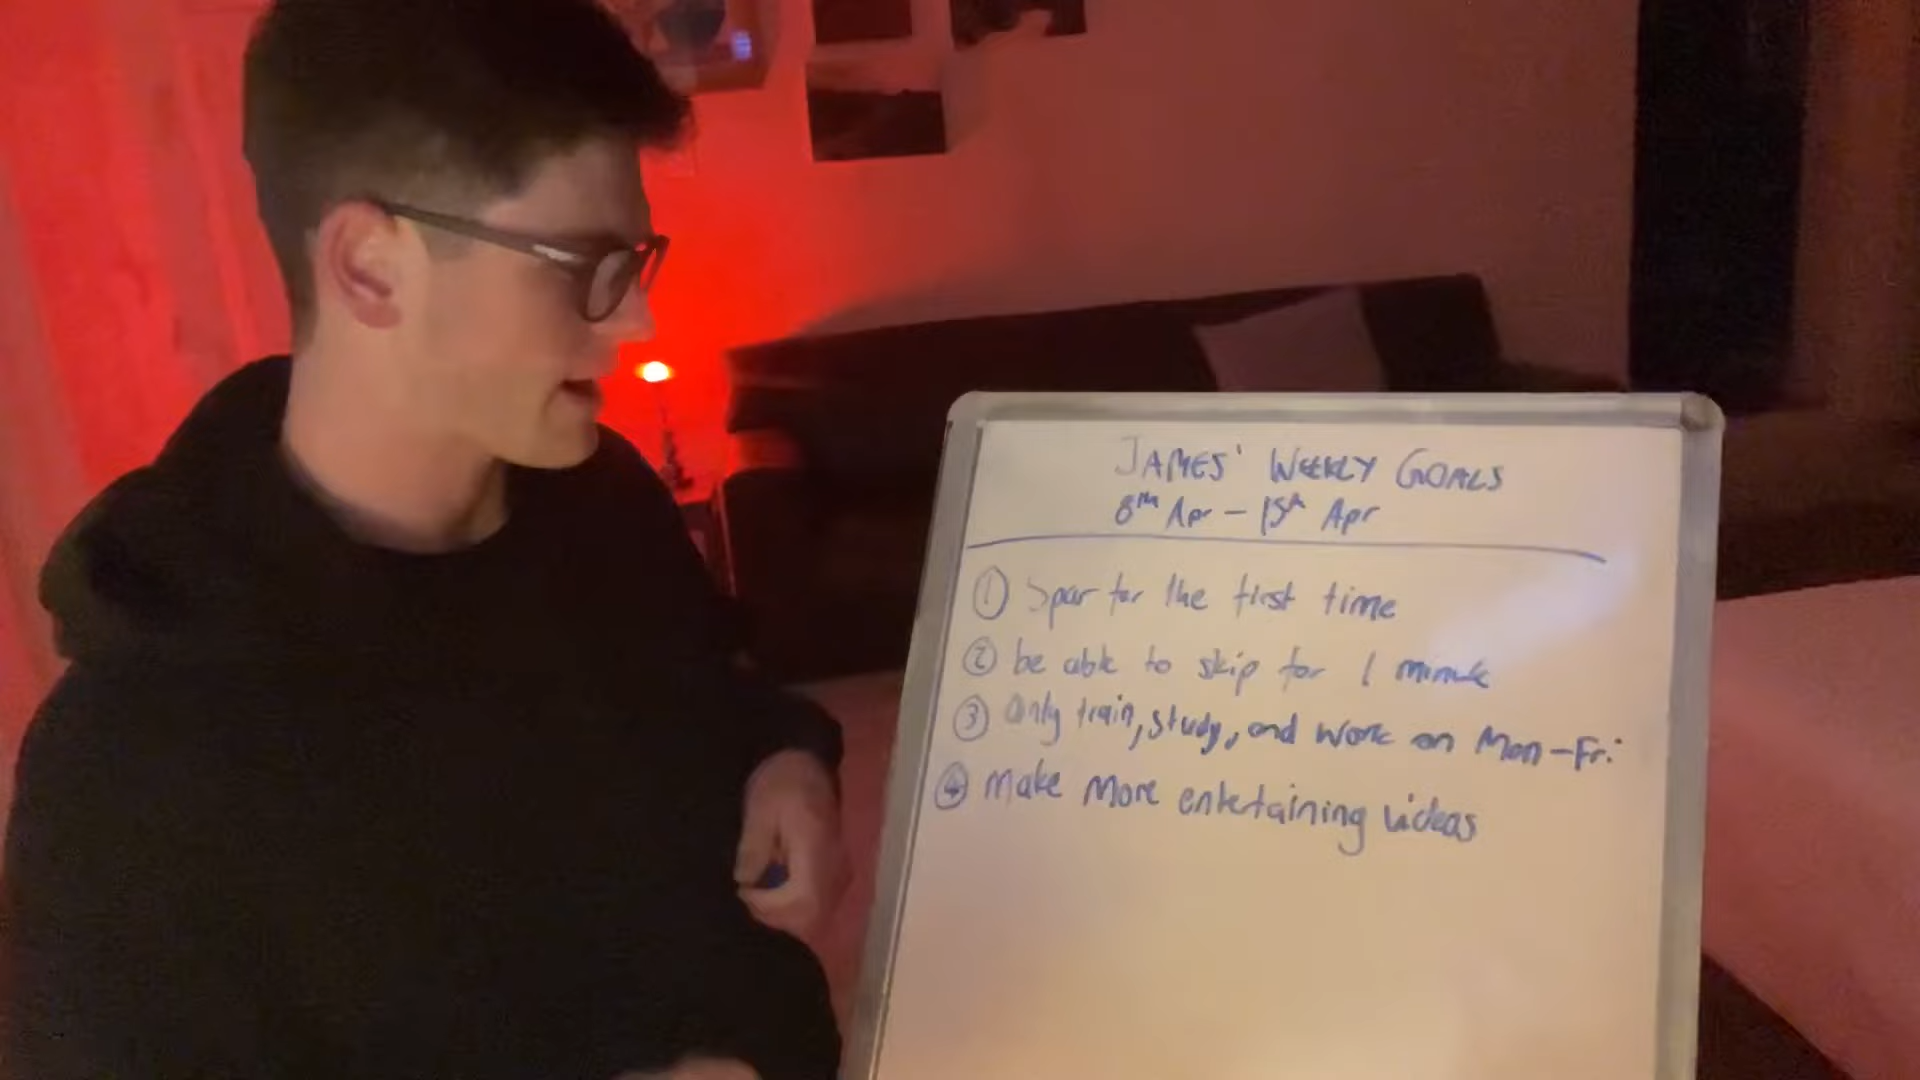 JAMES' WEEKLY GOALS
8th Apr - 15th Apr
① Spar for the first time
② be able to skip for 1 minute
③ Only train, study, and work on Mon-Fri
④ Make More entertaining videos